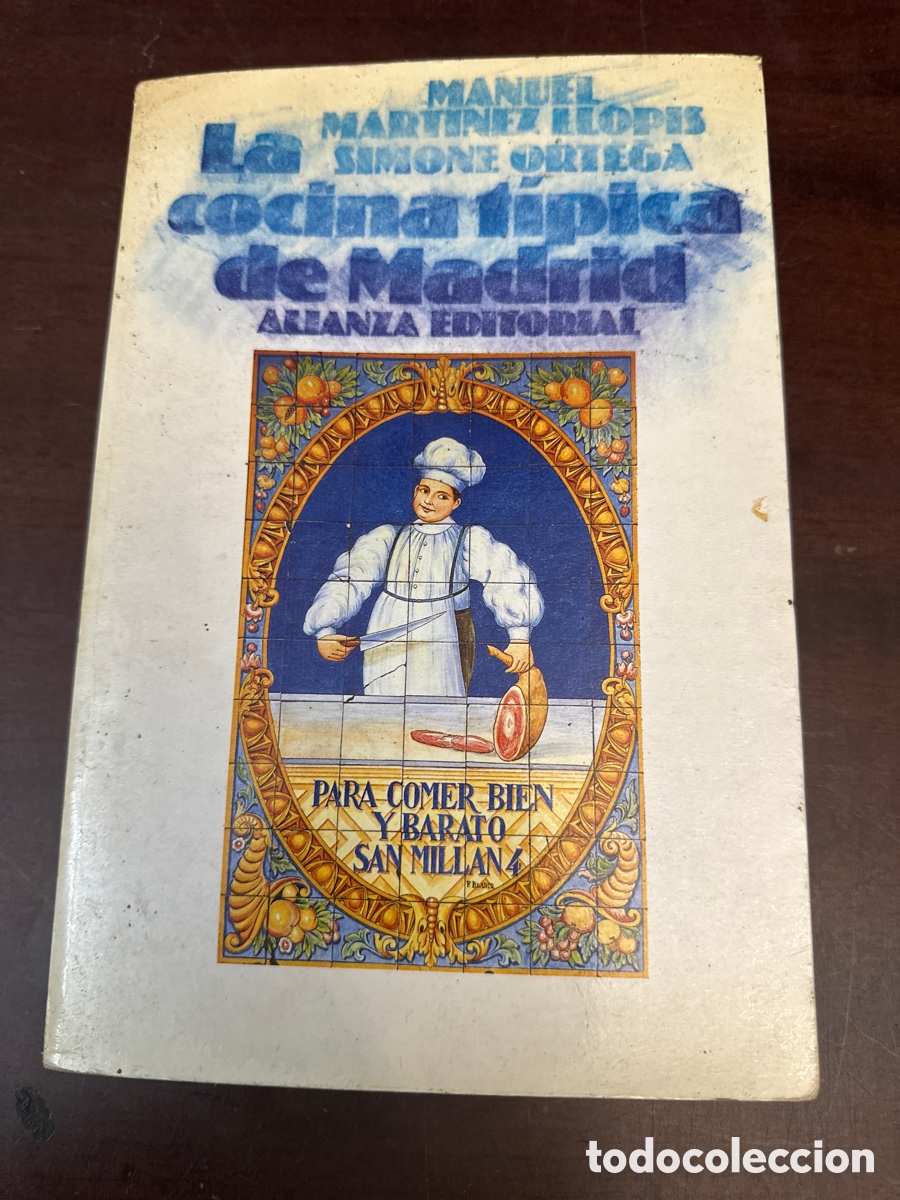 MANUEL
MARTINEZ LLOPIS
SIMONE ORTEGA
La
cocina típica
de Madrid
ALIANZA EDITORIAL
PARA COMER BIEN
Y BARATO
SAN MILLAN 4
P. BLANCO
todocoleccion